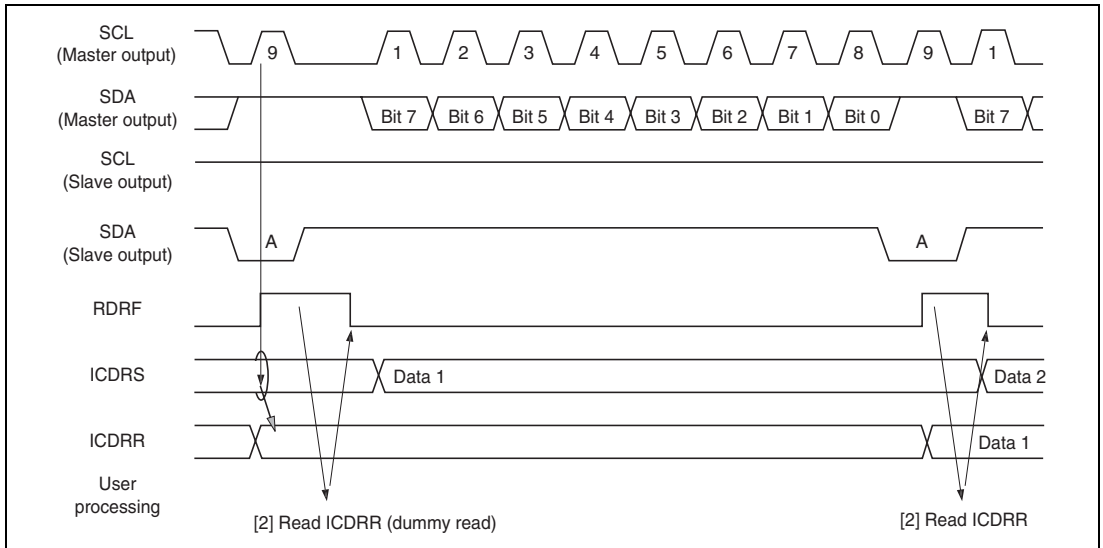 SCL
(Master output)
9 1 2 3 4 5 6 7 8 9 1
SDA
(Master output)
Bit 7 Bit 6 Bit 5 Bit 4 Bit 3 Bit 2 Bit 1 Bit 0 Bit 7
SCL
(Slave output)
SDA
(Slave output)
A A
RDRF
ICDRS
Data 1 Data 2
ICDRR
Data 1
User
processing
[2] Read ICDRR (dummy read) [2] Read ICDRR